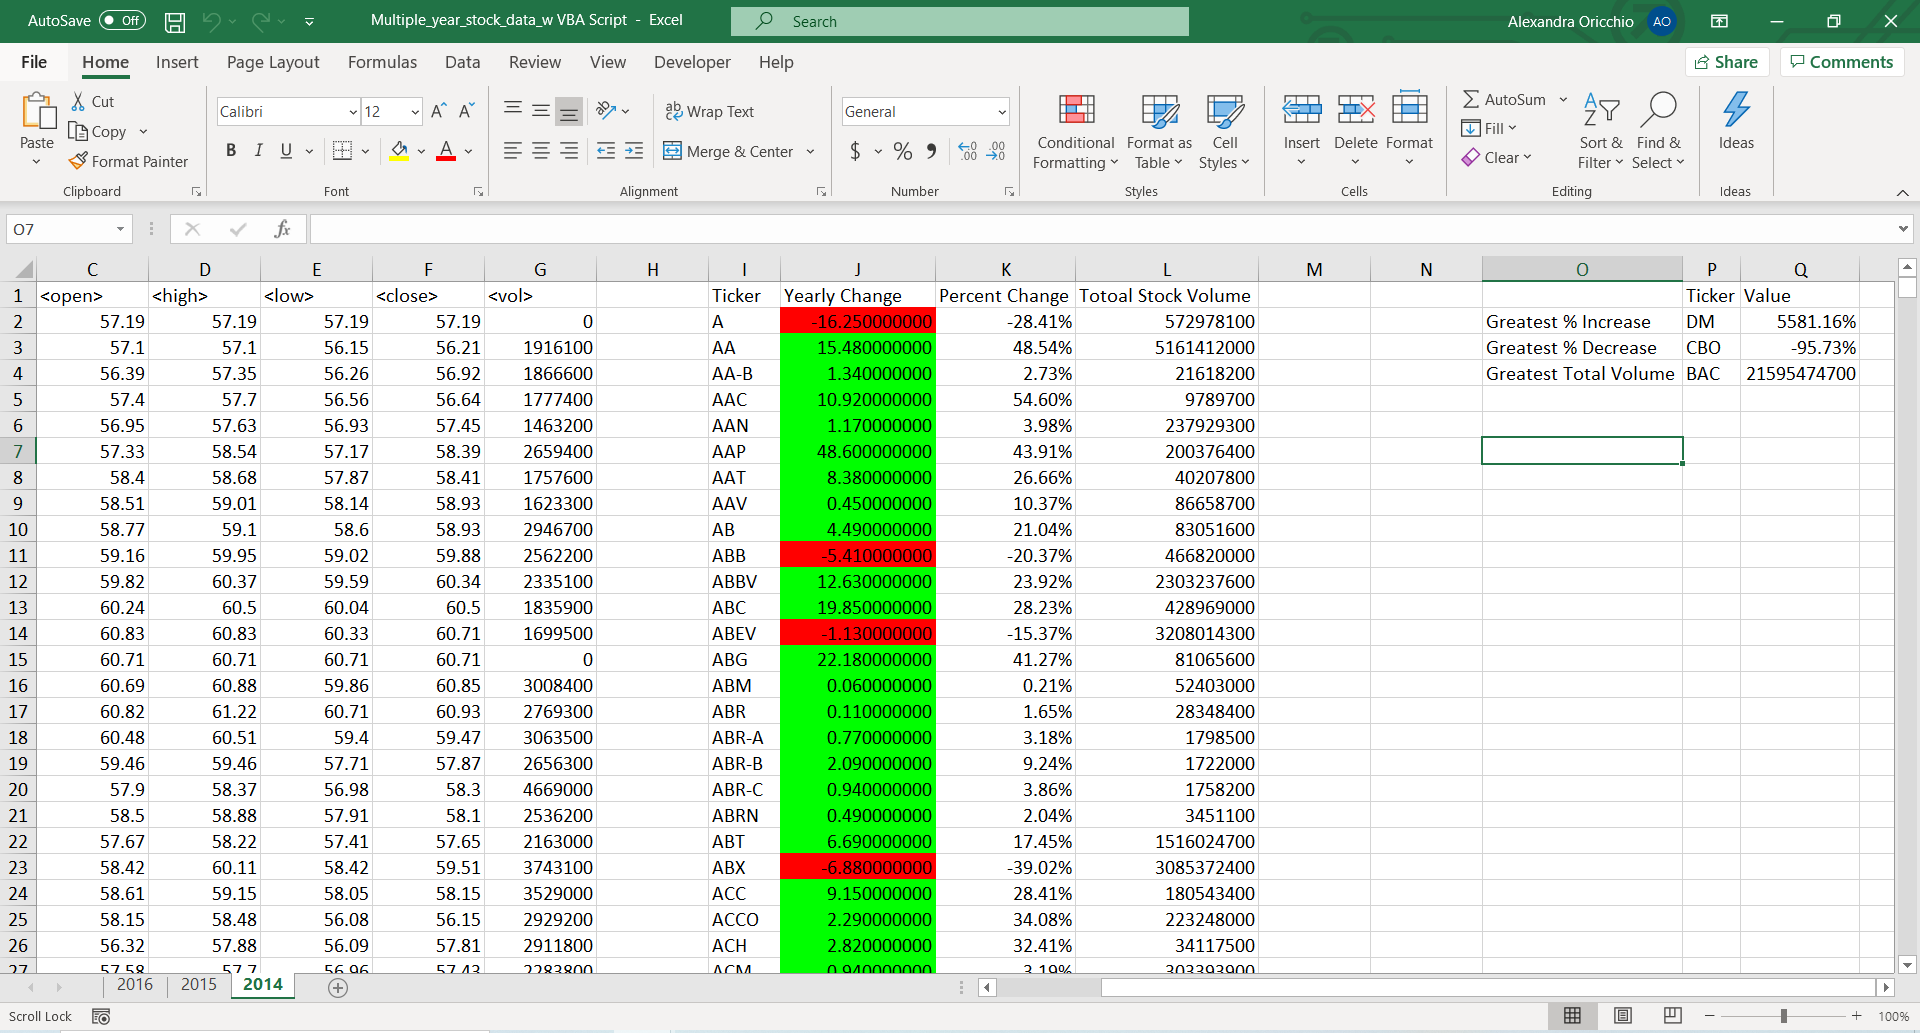 AutoSave Off Multiple_year_stock_data_w VBA Script - Excel Search Alexandra Oricchio AO
File Home Insert Page Layout Formulas Data Review View Developer Help Share Comments
Paste Cut Copy Format Painter
Calibri 12 B I U A A A
Wrap Text Merge & Center
General $ % 9
Conditional Formatting Format as Table Cell Styles
Insert Delete Format
AutoSum Fill Clear Sort & Filter Find & Select Ideas
Clipboard Font Alignment Number Styles Cells Editing Ideas
O7 fx
C D E F G H I J K L M N O P Q
1 <open> <high> <low> <close> <vol> Ticker Yearly Change Percent Change Totoal Stock Volume Ticker Value
2 57.19 57.19 57.19 57.19 0 A -16.250000000 -28.41% 572978100 Greatest % Increase DM 5581.16%
3 57.1 57.1 56.15 56.21 1916100 AA 15.480000000 48.54% 5161412000 Greatest % Decrease CBO -95.73%
4 56.39 57.35 56.26 56.92 1866600 AA-B 1.340000000 2.73% 21618200 Greatest Total Volume BAC 21595474700
5 57.4 57.7 56.56 56.64 1777400 AAC 10.920000000 54.60% 9789700
6 56.95 57.63 56.93 57.45 1463200 AAN 1.170000000 3.98% 237929300
7 57.33 58.54 57.17 58.39 2659400 AAP 48.600000000 43.91% 200376400
8 58.4 58.68 57.87 58.41 1757600 AAT 8.380000000 26.66% 40207800
9 58.51 59.01 58.14 58.93 1623300 AAV 0.450000000 10.37% 86658700
10 58.77 59.1 58.6 58.93 2946700 AB 4.490000000 21.04% 83051600
11 59.16 59.95 59.02 59.88 2562200 ABB -5.410000000 -20.37% 466820000
12 59.82 60.37 59.59 60.34 2335100 ABBV 12.630000000 23.92% 2303237600
13 60.24 60.5 60.04 60.5 1835900 ABC 19.850000000 28.23% 428969000
14 60.83 60.83 60.33 60.71 1699500 ABEV -1.130000000 -15.37% 3208014300
15 60.71 60.71 60.71 60.71 0 ABG 22.180000000 41.27% 81065600
16 60.69 60.88 59.86 60.85 3008400 ABM 0.060000000 0.21% 52403000
17 60.82 61.22 60.71 60.93 2769300 ABR 0.110000000 1.65% 28348400
18 60.48 60.51 59.4 59.47 3063500 ABR-A 0.770000000 3.18% 1798500
19 59.46 59.46 57.71 57.87 2656300 ABR-B 2.090000000 9.24% 1722000
20 57.9 58.37 56.98 58.3 4669000 ABR-C 0.940000000 3.86% 1758200
21 58.5 58.88 57.91 58.1 2536200 ABRN 0.490000000 2.04% 3451100
22 57.67 58.22 57.41 57.65 2163000 ABT 6.690000000 17.45% 1516024700
23 58.42 60.11 58.42 59.51 3743100 ABX -6.880000000 -39.02% 3085372400
24 58.61 59.15 58.05 58.15 3529000 ACC 9.150000000 28.41% 180543400
25 58.15 58.48 56.08 56.15 2929200 ACCO 2.290000000 34.08% 223248000
26 56.32 57.88 56.09 57.81 2911800 ACH 2.820000000 32.41% 34117500
27 57.58 57.7 56.96 57.43 2283800 ACM 0.940000000 3.19% 303393900
2016 2015 2014
Scroll Lock 100%